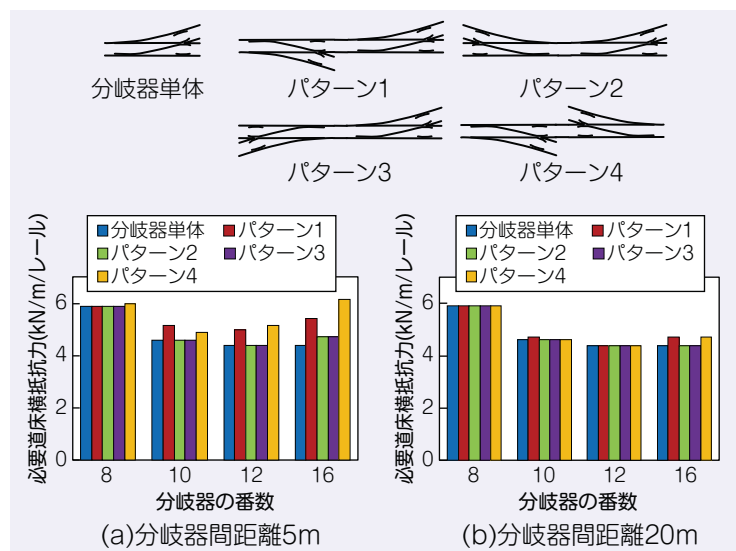 分岐器単体 パターン1 パターン2
パターン3 パターン4
必要道床横抵抗力(kN/m/レール)
分岐器単体 パターン1
パターン2 パターン3
パターン4
6
4
2
0
8 10 12 16
分岐器の番数
(a)分岐器間距離5m
必要道床横抵抗力(kN/m/レール)
分岐器単体 パターン1
パターン2 パターン3
パターン4
6
4
2
0
8 10 12 16
分岐器の番数
(b)分岐器間距離20m